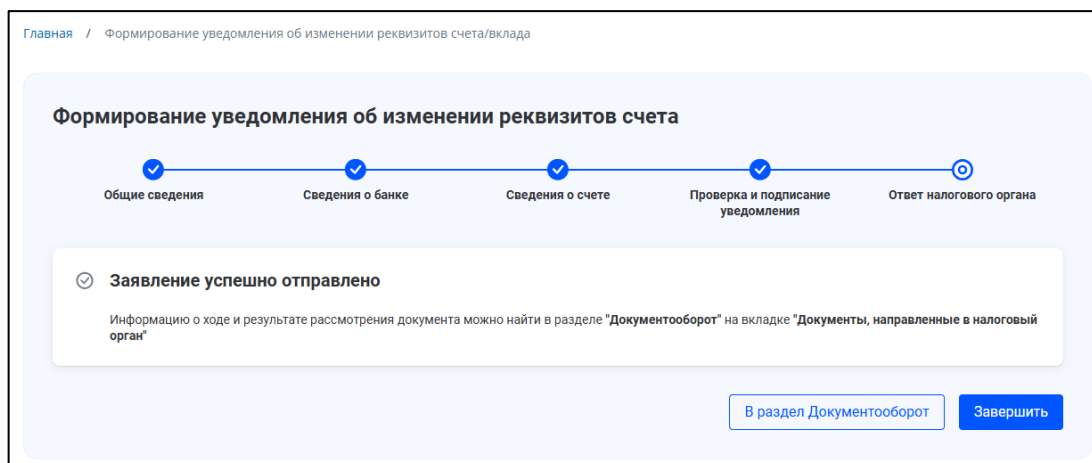 Главная / Формирование уведомления об изменении реквизитов счета/вклада
Формирование уведомления об изменении реквизитов счета
Общие сведения
Сведения о банке
Сведения о счете
Проверка и подписание
уведомления
Ответ налогового органа
Заявление успешно отправлено
Информацию о ходе и результате рассмотрения документа можно найти в разделе "Документооборот" на вкладке "Документы, направленные в налоговый
орган"
В раздел Документооборот
Завершить